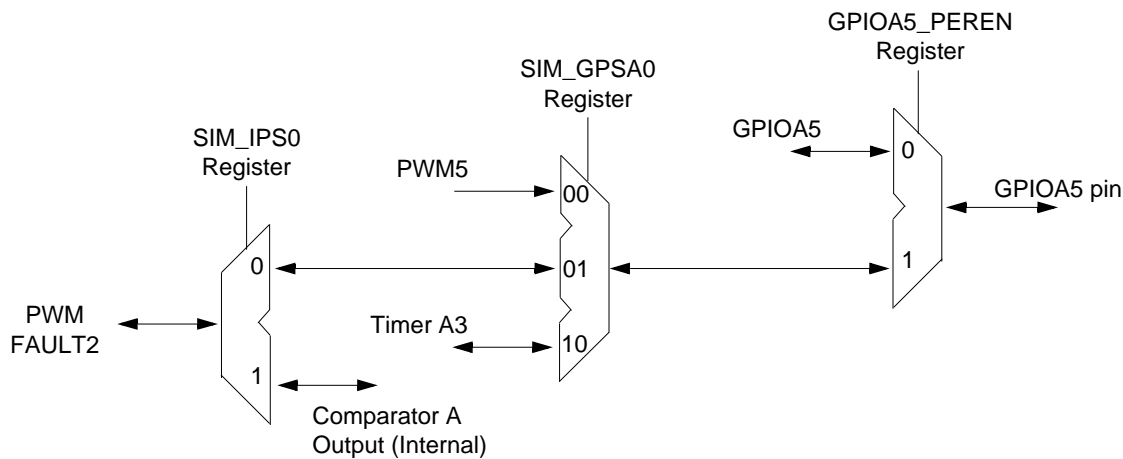 GPIOA5_PEREN
Register
SIM_GPSA0
Register
SIM_IPS0
Register
GPIOA5
0
PWM5
00
GPIOA5 pin
0
01
1
PWM
FAULT2
Timer A3
10
1
Comparator A
Output (Internal)